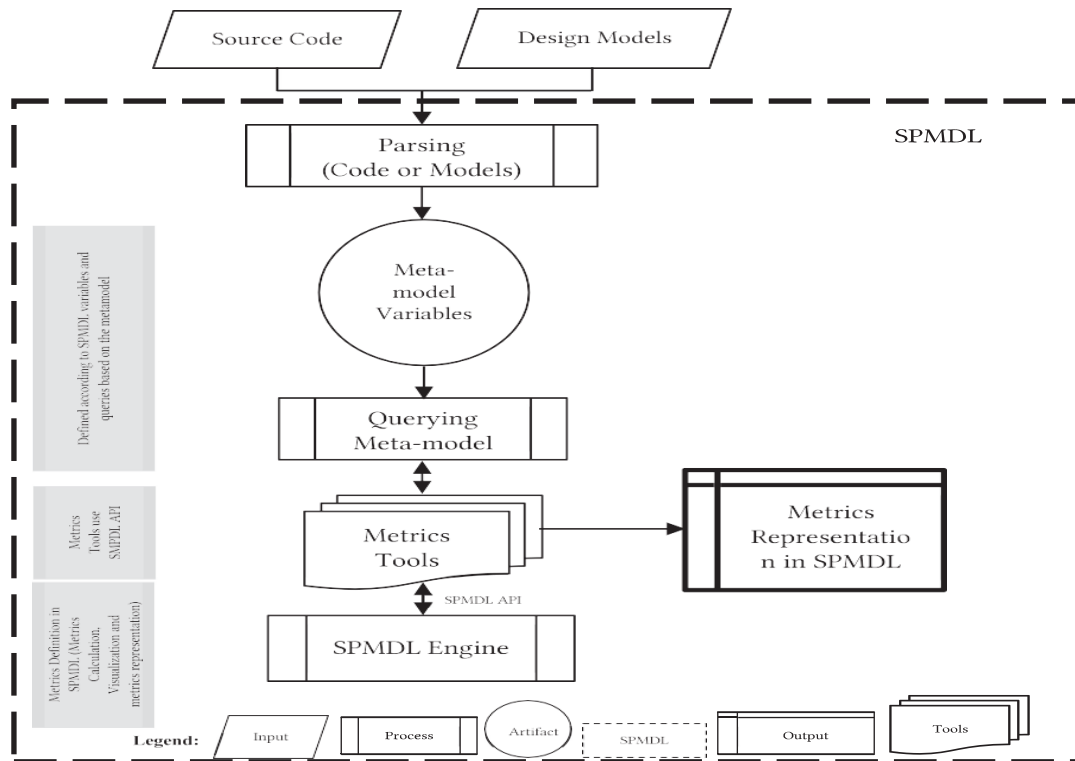 Source Code
Design Models
SPMDL
Parsing
(Code or Models)
Meta-
model
Variables
Defined according to SPMDL variables and
queries based on the metamodel
Querying
Meta-model
Metrics
Tools use
SMPDL API
Metrics
Tools
Metrics
Representatio
n in SPMDL
SPMDL API
Metrics Definition in
SPMDL (Metrics
Calculation,
Visualization and
metrics representation)
SPMDL Engine
Legend:
Input
Process
Artifact
SPMDL
Output
Tools